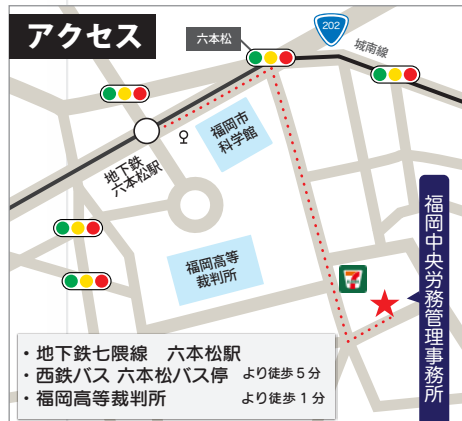 アクセス
六本松
202
城南線
福岡市
科学館
地下鉄
六本松駅
福岡高等
裁判所
7
福岡中央労務管理事務所
・地下鉄七隈線　六本松駅
・西鉄バス 六本松バス停　より徒歩５分
・福岡高等裁判所　より徒歩１分